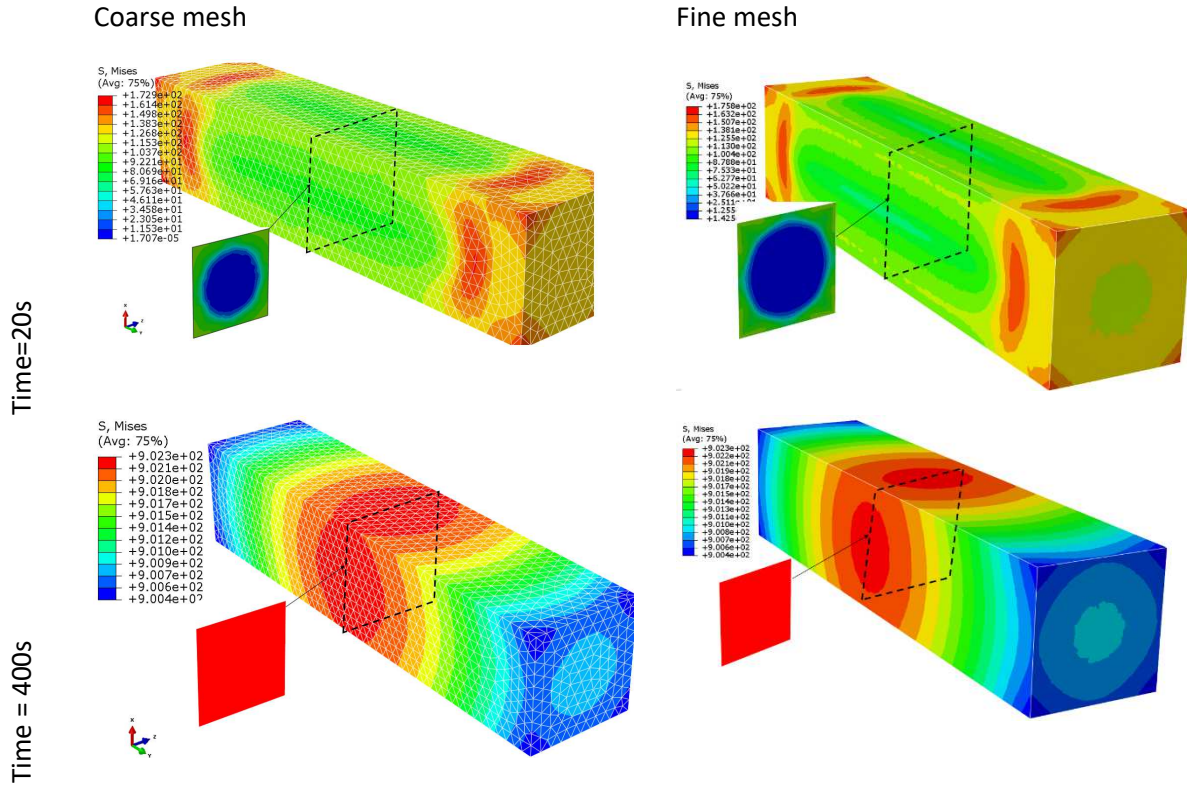 Coarse mesh
Fine mesh
Time=20s
S, Mises
(Avg: 75%)
+1.729e+02
+1.614e+02
+1.498e+02
+1.383e+02
+1.268e+02
+1.153e+02
+1.037e+02
+9.221e+01
+8.069e+01
+6.916e+01
+5.763e+01
+4.611e+01
+3.458e+01
+2.305e+01
+1.153e+01
+1.707e-05
X
Z
Y
S, Mises
(Avg: 75%)
+1.758e+02
+1.632e+02
+1.507e+02
+1.381e+02
+1.255e+02
+1.130e+02
+1.004e+02
+8.788e+01
+7.533e+01
+6.277e+01
+5.022e+01
+3.766e+01
+1.255
+1.425
Time = 400s
S, Mises
(Avg: 75%)
+9.023e+02
+9.021e+02
+9.020e+02
+9.018e+02
+9.017e+02
+9.015e+02
+9.014e+02
+9.012e+02
+9.010e+02
+9.009e+02
+9.007e+02
+9.006e+02
X
Z
Y
S, Mises
(Avg: 75%)
+9.023e+02
+9.022e+02
+9.021e+02
+9.019e+02
+9.018e+02
+9.017e+02
+9.015e+02
+9.014e+02
+9.013e+02
+9.011e+02
+9.010e+02
+9.008e+02
+9.007e+02
+9.006e+02
+9.004e+02